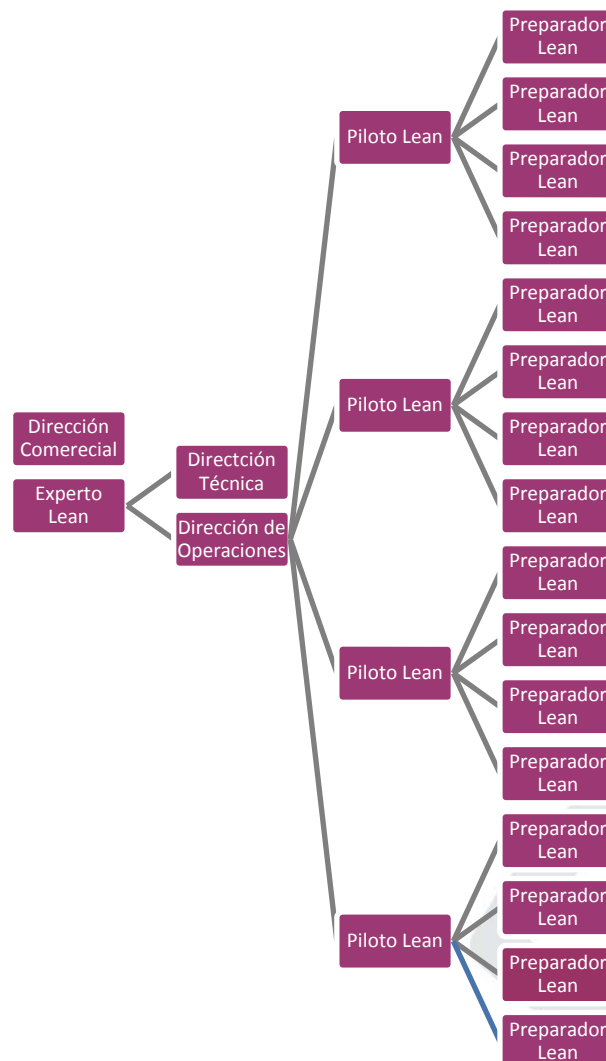 Dirección
Comerecial
Experto
Lean
Directción
Técnica
Dirección de
Operaciones
Piloto Lean
Preparador
Lean
Preparador
Lean
Preparador
Lean
Preparador
Lean
Piloto Lean
Preparador
Lean
Preparador
Lean
Preparador
Lean
Preparador
Lean
Piloto Lean
Preparador
Lean
Preparador
Lean
Preparador
Lean
Preparador
Lean
Piloto Lean
Preparador
Lean
Preparador
Lean
Preparador
Lean
Preparador
Lean